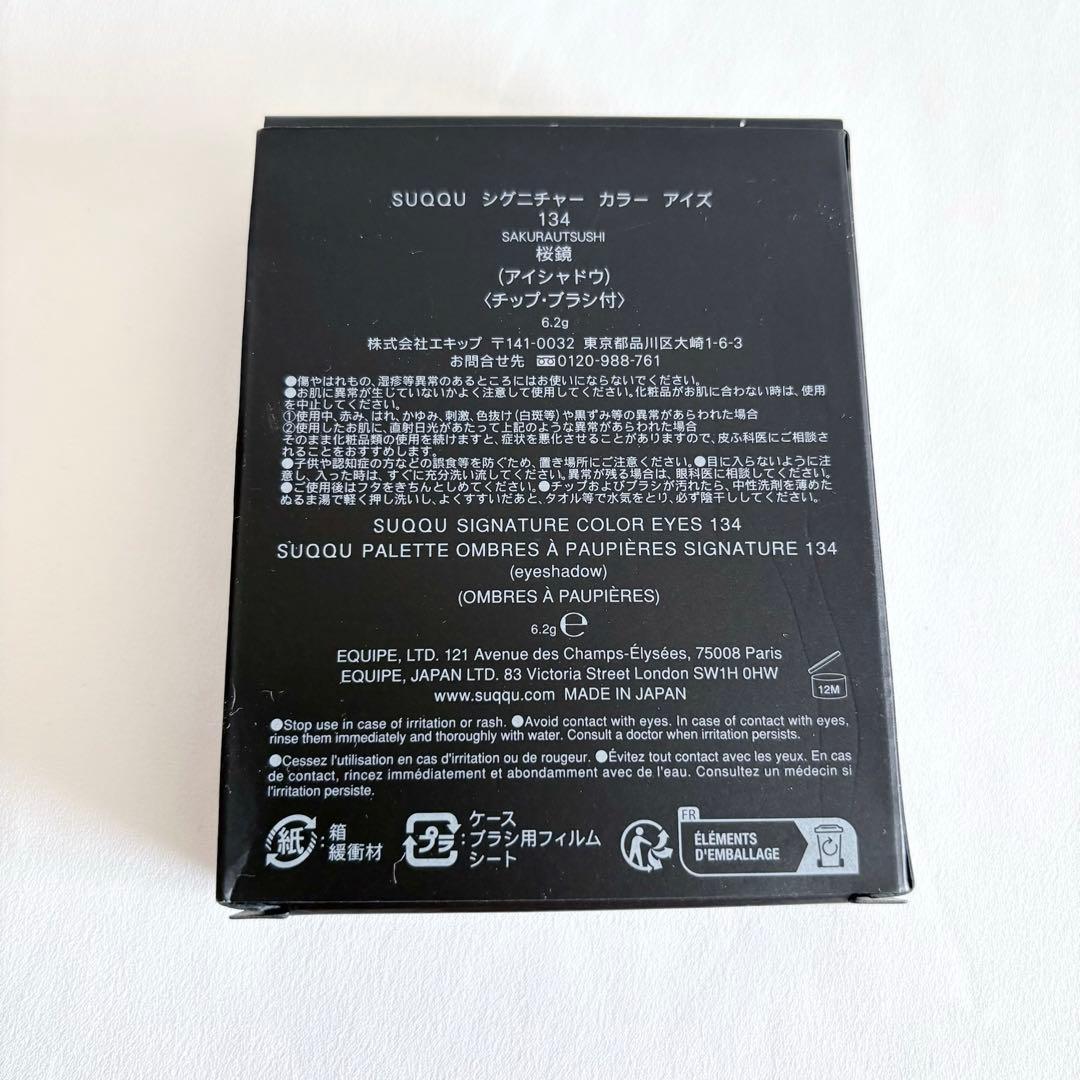 SUQQU シグニチャー カラー アイズ
134
SAKURAUTSUSHI
桜鏡
(アイシャドウ)
〈チップ・ブラシ付〉
6.2g
株式会社エキップ 〒141-0032 東京都品川区大崎1-6-3
お問合せ先 0120-988-761
●傷やはれもの、湿疹等異常のあるところにはお使いにならないでください。
●お肌に異常が生じていないかよく注意して使用してください。化粧品がお肌に合わない時は、使用
を中止してください。
①使用中、赤み、はれ、かゆみ、刺激、色抜け(白斑等)や黒ずみ等の異常があらわれた場合
②使用したお肌に、直射日光があたって上記のような異常があらわれた場合
そのまま化粧品類の使用を続けますと、症状を悪化させることがありますので、皮ふ科医にご相談さ
れることをおすすめします。
●子供や認知症の方などの誤食等を防ぐため、置き場所にご注意ください。●目に入らないように注
意し、入った時は、すぐに充分洗い流してください。異常が残る場合は、眼科医に相談してください。
●ご使用後はフタをきちんとしめてください。●チップおよびブラシが汚れたら、中性洗剤を薄めた
ぬるま湯で軽く押し洗いし、よくすすいだあと、タオル等で水気をとり、必ず陰干ししてください。
SUQQU SIGNATURE COLOR EYES 134
SUQQU PALETTE OMBRES À PAUPIÈRES SIGNATURE 134
(eyeshadow)
(OMBRES À PAUPIÈRES)
6.2g ℮
EQUIPE, LTD. 121 Avenue des Champs-Élysées, 75008 Paris
EQUIPE, JAPAN LTD. 83 Victoria Street London SW1H 0HW
www.suqqu.com MADE IN JAPAN
12M
●Stop use in case of irritation or rash. ●Avoid contact with eyes. In case of contact with eyes,
rinse them immediately and thoroughly with water. Consult a doctor when irritation persists.
●Cessez l'utilisation en cas d'irritation ou de rougeur. ●Évitez tout contact avec les yeux. En cas
de contact, rincez immédiatement et abondamment avec de l'eau. Consultez un médecin si
l'irritation persiste.
紙:箱
緩衝材
プラ:ケース
ブラシ用フィルム
シート
FR
ÉLÉMENTS
D'EMBALLAGE